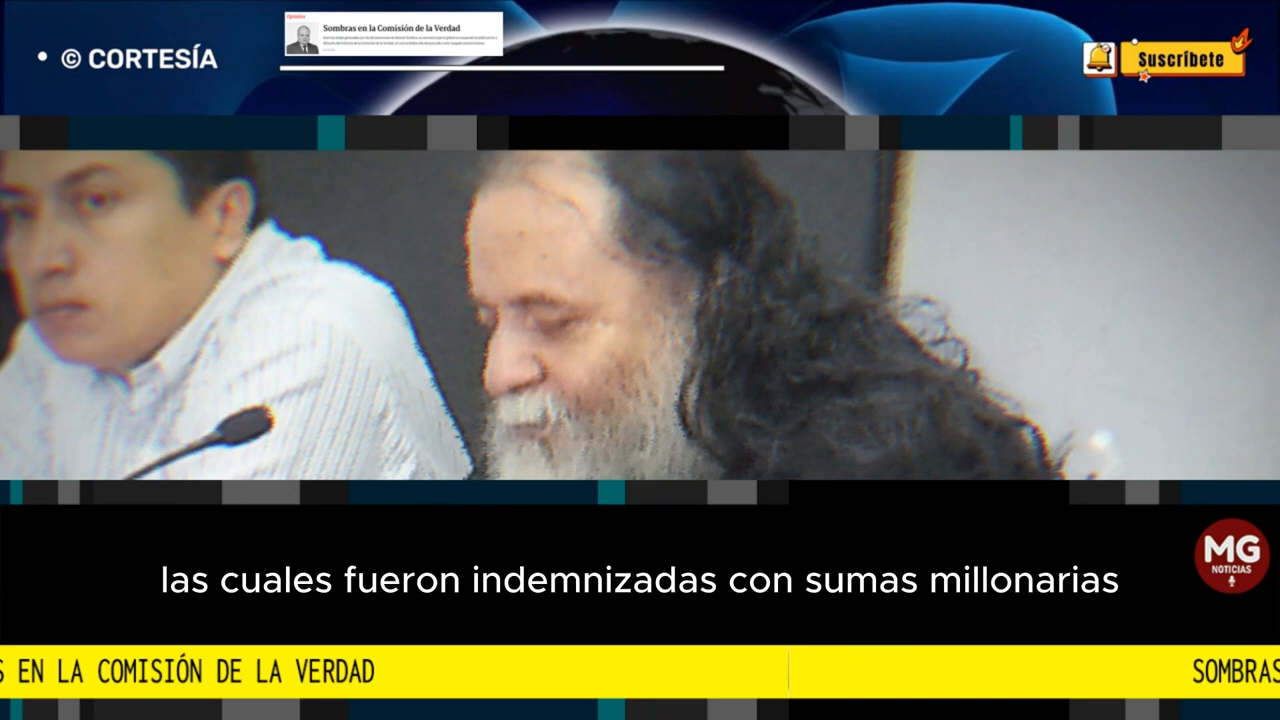 Opinión
Sombras en la Comisión de la Verdad
• © CORTESÍA
Suscríbete
las cuales fueron indemnizadas con sumas millonarias
MG
NOTICIAS
S EN LA COMISIÓN DE LA VERDAD
SOMBRAS